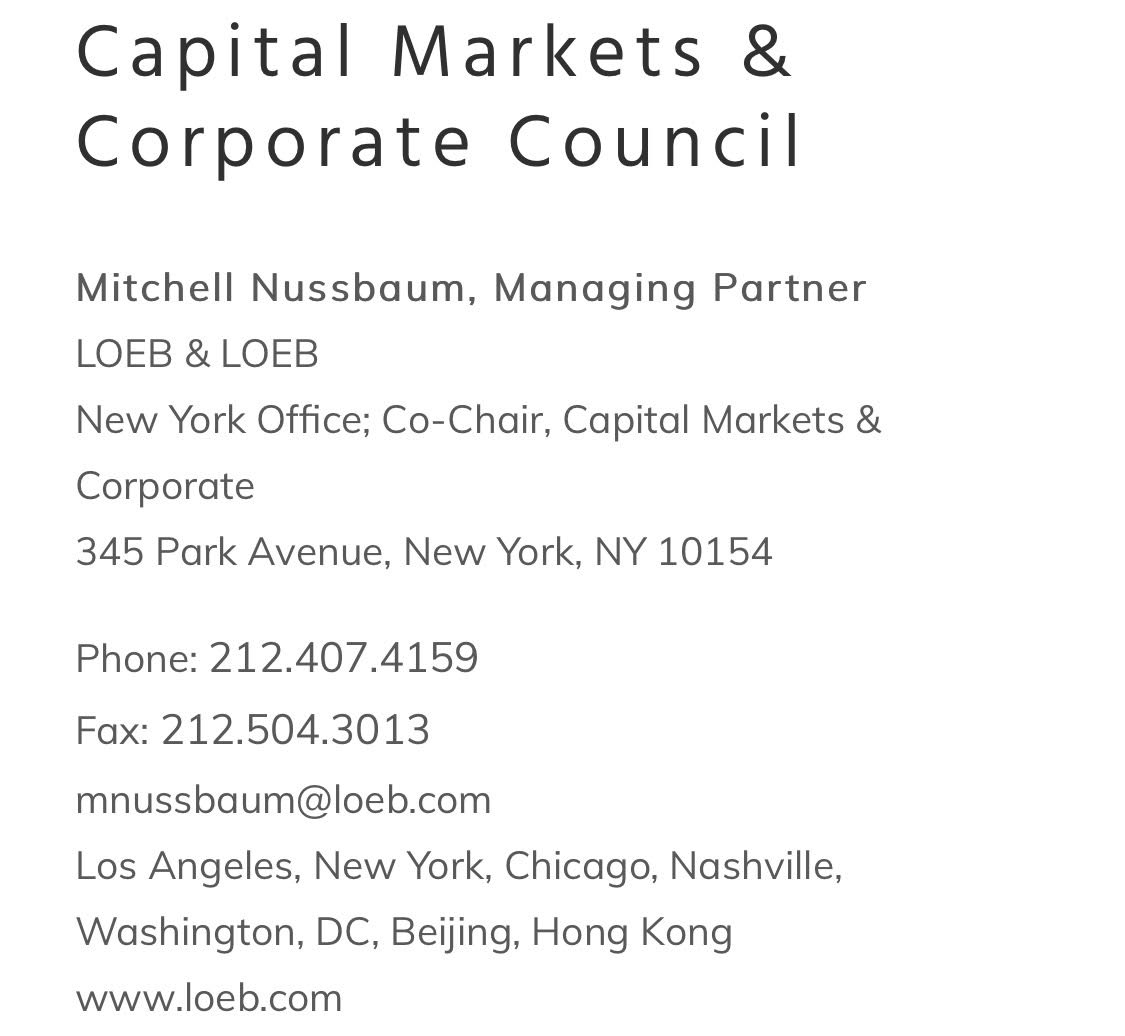 Capital Markets &
Corporate Council
Mitchell Nussbaum, Managing Partner
LOEB & LOEB
New York Office; Co-Chair, Capital Markets &
Corporate
345 Park Avenue, New York, NY 10154
Phone: 212.407.4159
Fax: 212.504.3013
mnussbaum@loeb.com
Los Angeles, New York, Chicago, Nashville,
Washington, DC, Beijing, Hong Kong
www.loeb.com